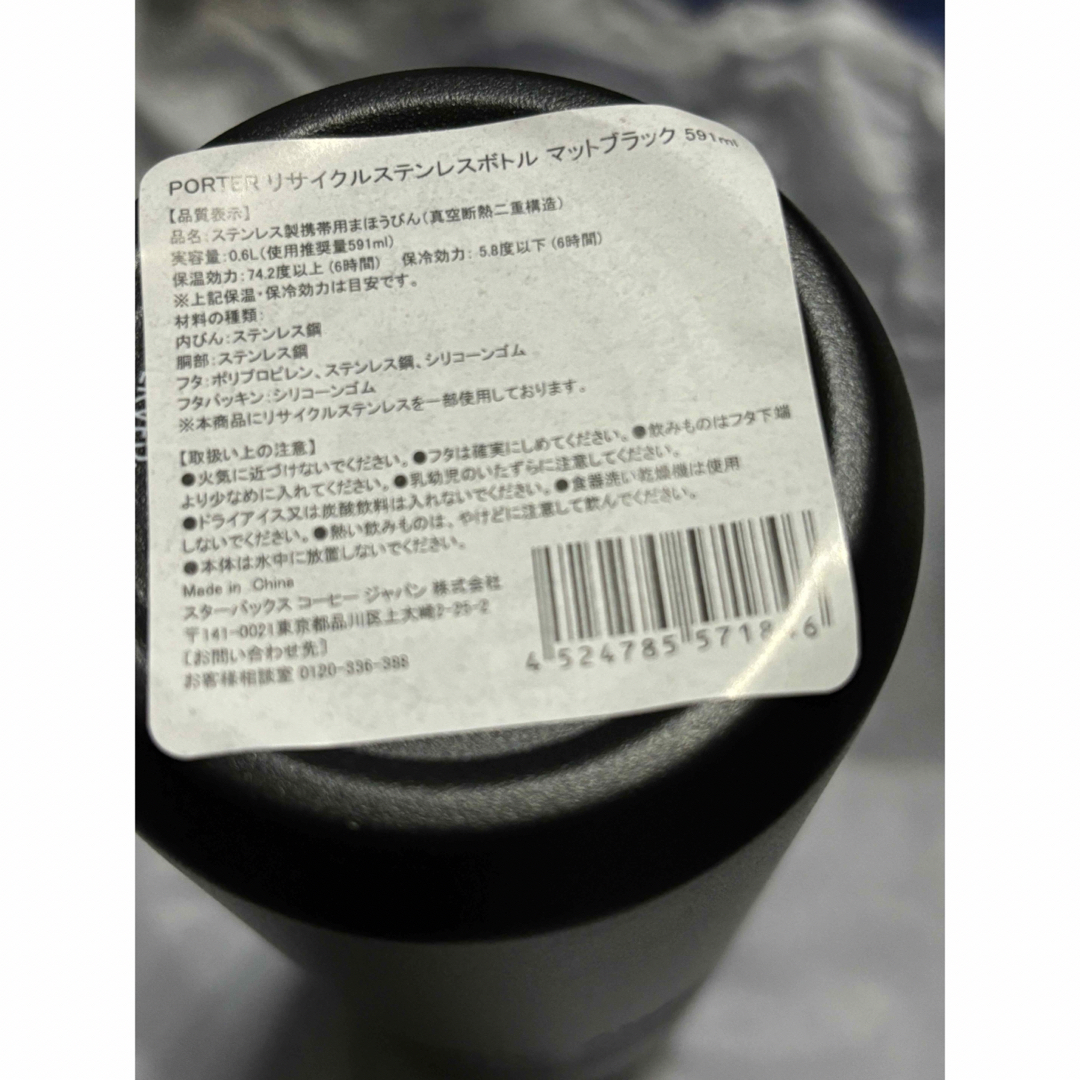 PORTER リサイクルステンレスボトル マットブラック 591ml
【品質表示】
品名：ステンレス製携帯用まほうびん（真空断熱二重構造）
実容量：0.6L（使用推奨量591ml）
保温効力：74.2度以上（6時間） 保冷効力：5.8度以下（6時間）
※上記保温・保冷効力は目安です。
材料の種類：
内びん：ステンレス鋼
胴部：ステンレス鋼
フタ：ポリプロピレン、ステンレス鋼、シリコーンゴム
フタパッキン：シリコーンゴム
※本商品にリサイクルステンレスを一部使用しております。
【取扱い上の注意】
●火気に近づけないでください。●フタは確実にしめてください。●飲みものはフタ下端
より少なめに入れてください。●乳幼児のいたずらに注意してください。
●ドライアイス又は炭酸飲料は入れないでください。●食器洗い乾燥機は使用
しないでください。●熱い飲みものは、やけどに注意して飲んでください。
●本体は水中に放置しないでください。
Made in China
スターバックス コーヒー ジャパン 株式会社
〒141-0021東京都品川区上大崎2-25-2
〔お問い合わせ先〕
お客様相談室 0120-336-388
4 524785 5718 6